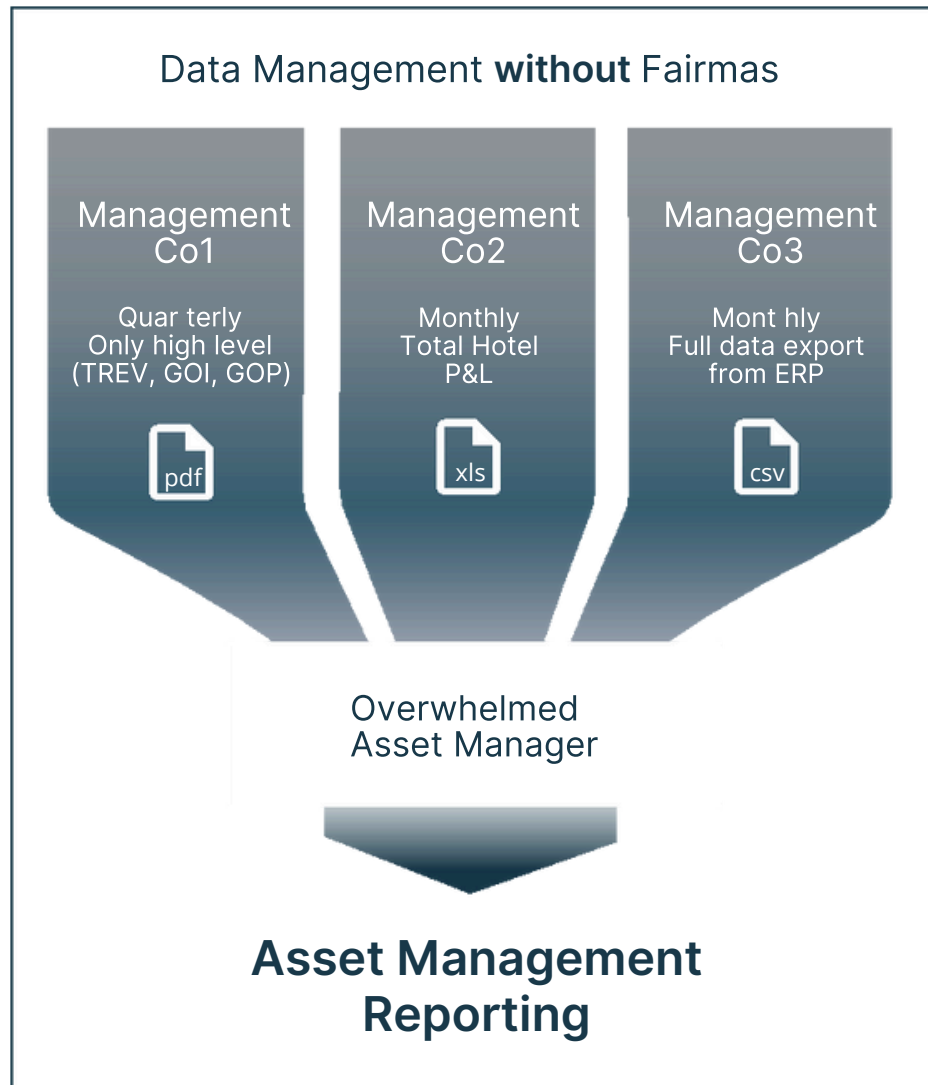 Data Management without Fairmas
Management
Co1
Quar terly
Only high level
(TREV, GOI, GOP)
pdf
Management
Co2
Monthly
Total Hotel
P&L
xls
Management
Co3
Mont hly
Full data export
from ERP
csv
Overwhelmed
Asset Manager
Asset Management
Reporting